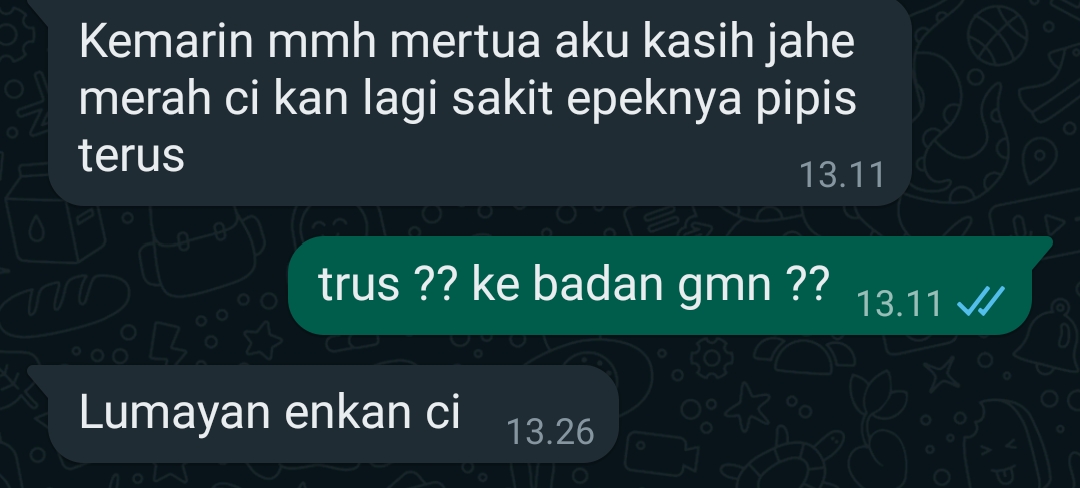 Kemarin mmh mertua aku kasih jahe
merah ci kan lagi sakit epeknya pipis
terus
13.11
trus ?? ke badan gmn ??
13.11
Lumayan enkan ci
13.26